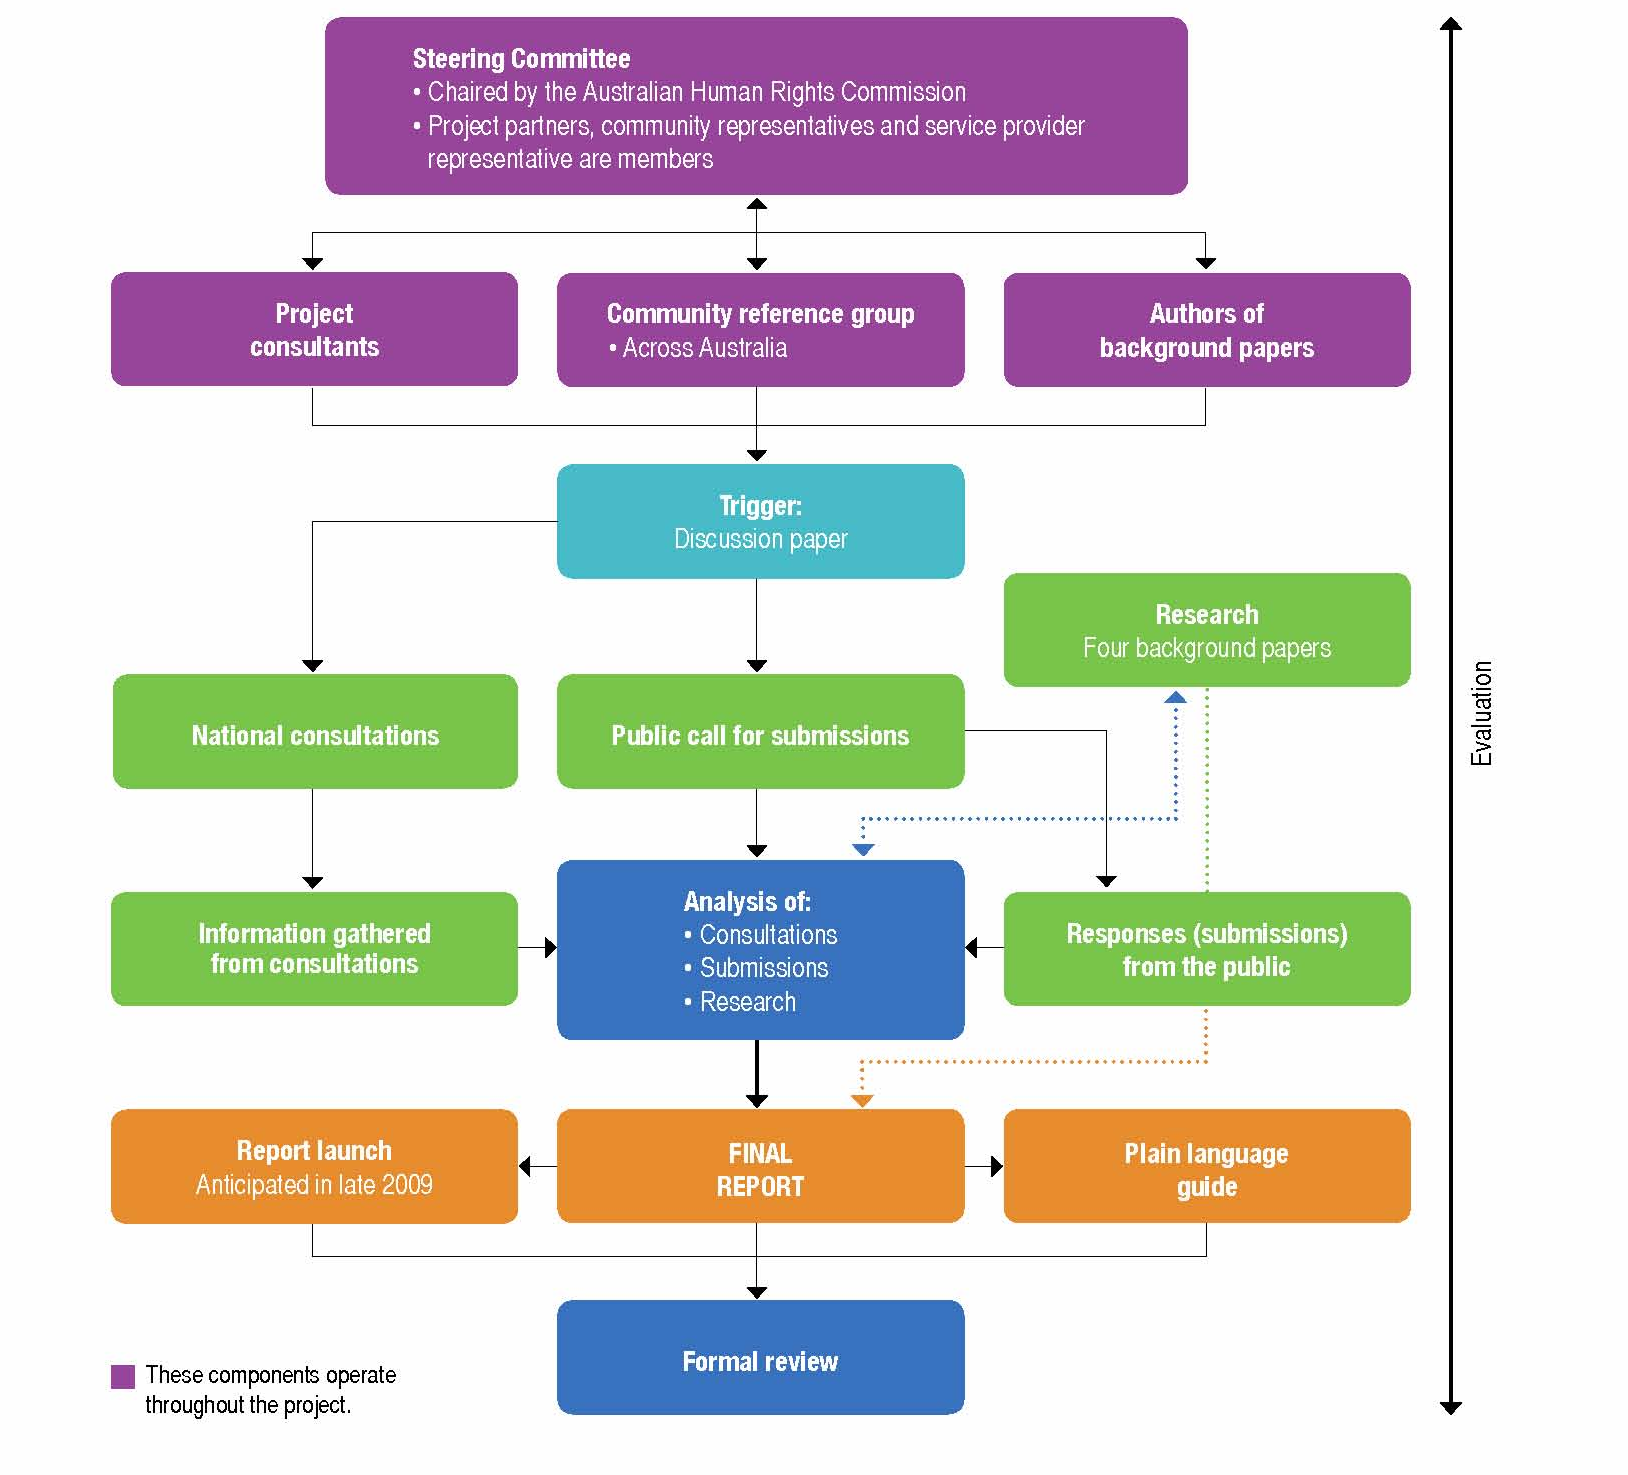 Steering Committee
• Chaired by the Australian Human Rights Commission
• Project partners, community representatives and service provider
representative are members
Project
consultants
Community reference group
• Across Australia
Authors of
background papers
Trigger:
Discussion paper
Research
Four background papers
Evaluation
National consultations
Public call for submissions
Information gathered
from consultations
Analysis of:
• Consultations
• Submissions
• Research
Responses (submissions)
from the public
Report launch
Anticipated in late 2009
FINAL
REPORT
Plain language
guide
Formal review
These components operate
throughout the project.